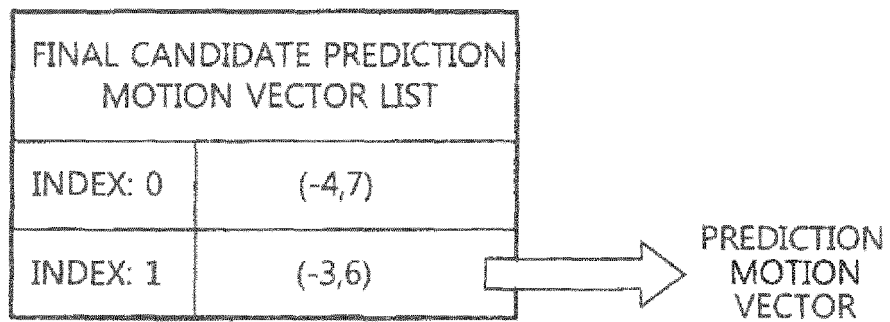 FINAL CANDIDATE PREDICTION
MOTION VECTOR LIST
INDEX: 0 (-4,7)
INDEX: 1 (-3,6)
PREDICTION
MOTION
VECTOR